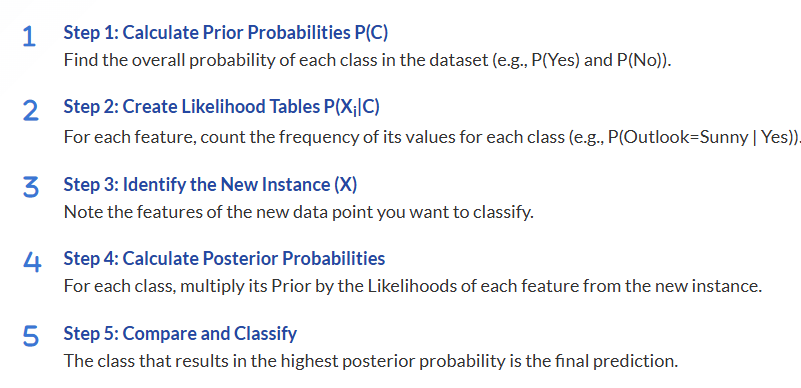 1 Step 1: Calculate Prior Probabilities P(C)
Find the overall probability of each class in the dataset (e.g., P(Yes) and P(No)).
2 Step 2: Create Likelihood Tables P(Xᵢ|C)
For each feature, count the frequency of its values for each class (e.g., P(Outlook=Sunny | Yes)).
3 Step 3: Identify the New Instance (X)
Note the features of the new data point you want to classify.
4 Step 4: Calculate Posterior Probabilities
For each class, multiply its Prior by the Likelihoods of each feature from the new instance.
5 Step 5: Compare and Classify
The class that results in the highest posterior probability is the final prediction.